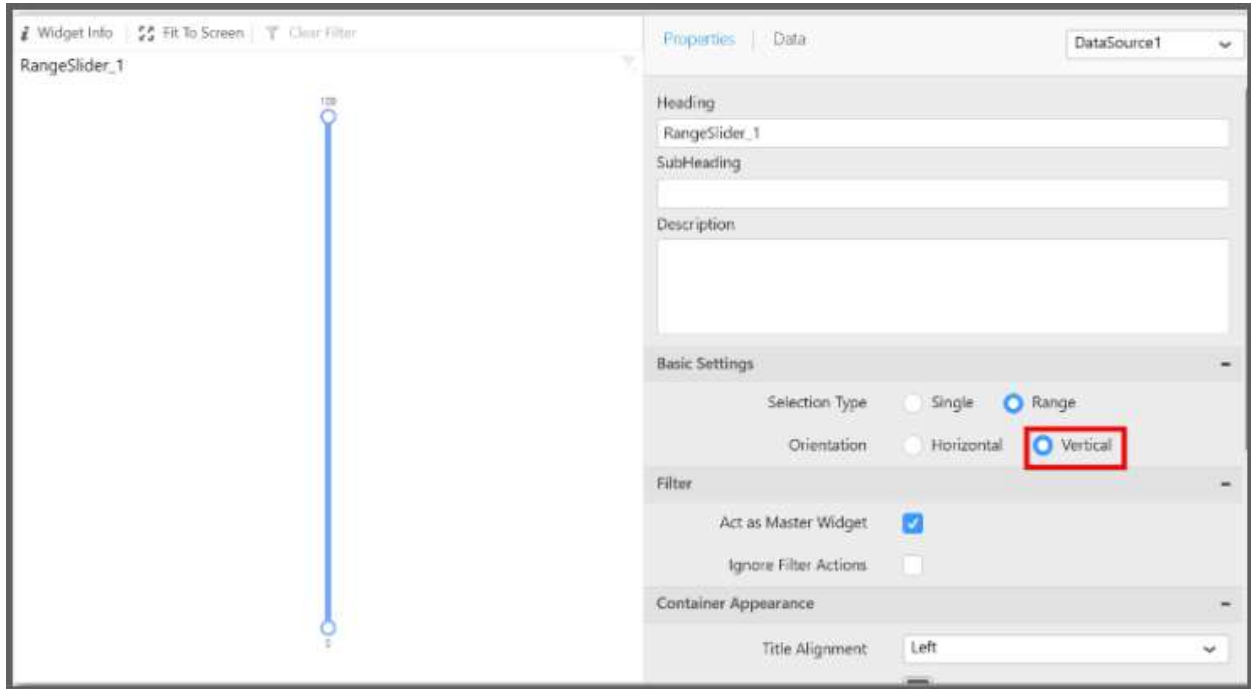 i Widget Info Fit To Screen Clear Filter
RangeSlider_1
100
0
Properties | Data
DataSource1
Heading
RangeSlider_1
SubHeading
Description
Basic Settings
Selection Type Single Range
Orientation Horizontal Vertical
Filter
Act as Master Widget
Ignore Filter Actions
Container Appearance
Title Alignment Left